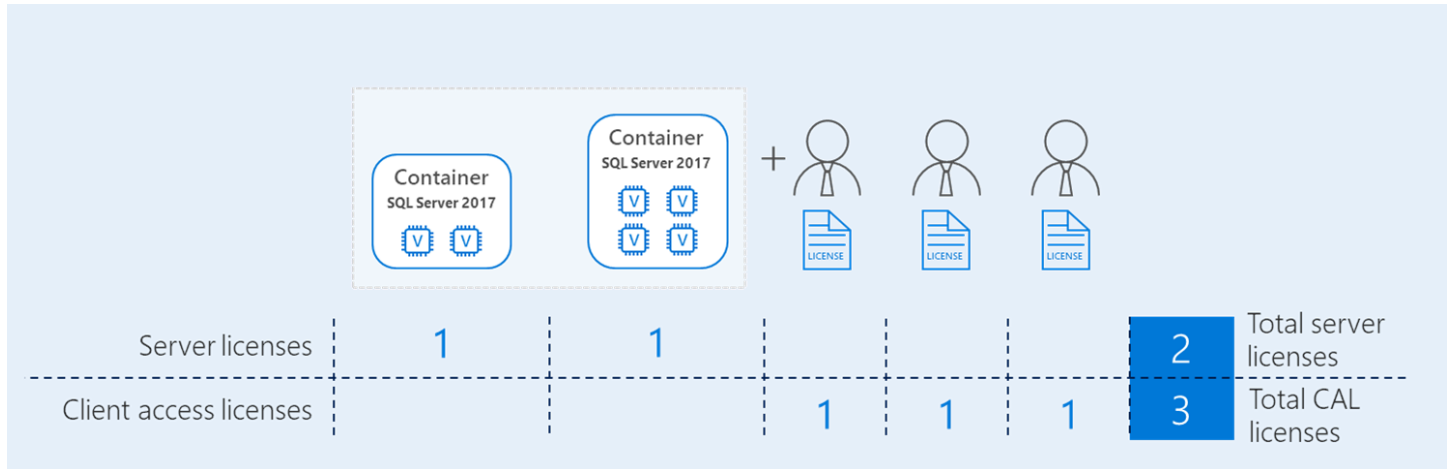 Container
SQL Server 2017
V V
Container
SQL Server 2017
V V
V V
+
LICENSE
LICENSE
LICENSE
Server licenses
1
1
2
Total server
licenses
Client access licenses
1
1
1
3
Total CAL
licenses